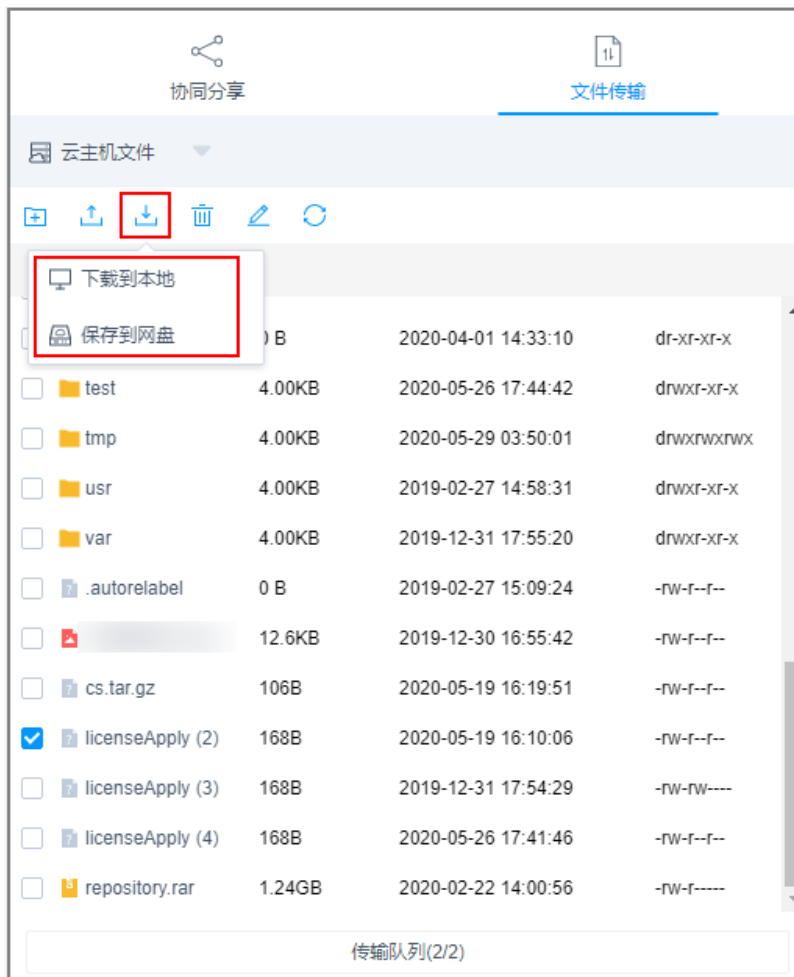 协同分享 文件传输
云主机文件
下载到本地
保存到网盘
B 2020-04-01 14:33:10 dr-xr-xr-x
test 4.00KB 2020-05-26 17:44:42 drwxr-xr-x
tmp 4.00KB 2020-05-29 03:50:01 drwxrwxrwx
usr 4.00KB 2019-02-27 14:58:31 drwxr-xr-x
var 4.00KB 2019-12-31 17:55:20 drwxr-xr-x
.autorelabel 0 B 2019-02-27 15:09:24 -rw-r--r--
12.6KB 2019-12-30 16:55:42 -rw-r--r--
cs.tar.gz 106B 2020-05-19 16:19:51 -rw-r--r--
licenseApply (2) 168B 2020-05-19 16:10:06 -rw-r--r--
licenseApply (3) 168B 2019-12-31 17:54:29 -rw-rw----
licenseApply (4) 168B 2020-05-26 17:41:46 -rw-r--r--
repository.rar 1.24GB 2020-02-22 14:00:56 -rw-r-----
传输队列(2/2)